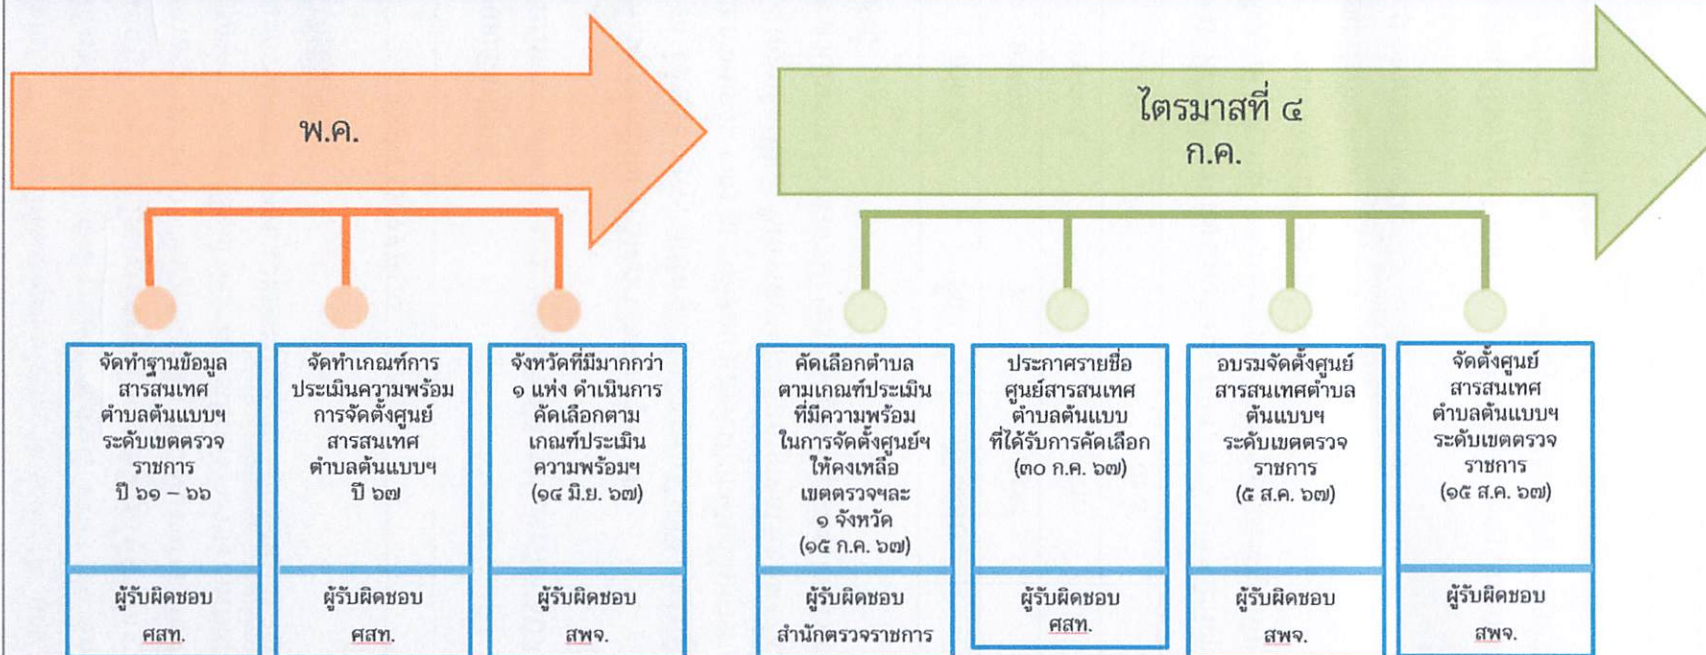 พ.ค.
ไตรมาสที่ ๔
ก.ค.
จัดทำฐานข้อมูล
สารสนเทศ
ตำบลต้นแบบฯ
ระดับเขตตรวจ
ราชการ
ปี ๖๑ – ๖๖
ผู้รับผิดชอบ
ศสท.
จัดทำเกณฑ์การ
ประเมินความพร้อม
การจัดตั้งศูนย์
สารสนเทศ
ตำบลต้นแบบฯ
ปี ๖๗
ผู้รับผิดชอบ
ศสท.
จังหวัดที่มีมากกว่า
๑ แห่ง ดำเนินการ
คัดเลือกตาม
เกณฑ์ประเมิน
ความพร้อมฯ
(๑๔ มิ.ย. ๖๗)
ผู้รับผิดชอบ
สพจ.
คัดเลือกตำบล
ตามเกณฑ์ประเมิน
ที่มีความพร้อม
ในการจัดตั้งศูนย์ฯ
ให้คงเหลือ
เขตตรวจฯละ
๑ จังหวัด
(๑๕ ก.ค. ๖๗)
ผู้รับผิดชอบ
สำนักตรวจราชการ
ประกาศรายชื่อ
ศูนย์สารสนเทศ
ตำบลต้นแบบ
ที่ได้รับการคัดเลือก
(๓๐ ก.ค. ๖๗)
ผู้รับผิดชอบ
ศสท.
อบรมจัดตั้งศูนย์
สารสนเทศตำบล
ต้นแบบฯ
ระดับเขตตรวจ
ราชการ
(๕ ส.ค. ๖๗)
ผู้รับผิดชอบ
สพจ.
จัดตั้งศูนย์
สารสนเทศ
ตำบลต้นแบบฯ
ระดับเขตตรวจ
ราชการ
(๑๕ ส.ค. ๖๗)
ผู้รับผิดชอบ
สพจ.